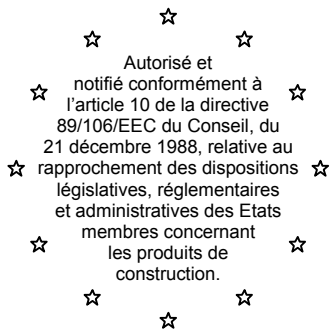 Autorisé et
notifié conformément à
l'article 10 de la directive
89/106/EEC du Conseil, du
21 décembre 1988, relative au
rapprochement des dispositions
législatives, réglementaires
et administratives des Etats
membres concernant
les produits de
construction.